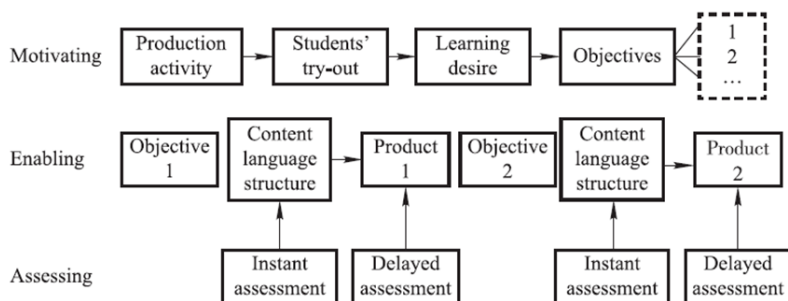 Motivating
Production
activity
Students'
try-out
Learning
desire
Objectives
1
2
...
Enabling
Objective
1
Content
language
structure
Product
1
Objective
2
Content
language
structure
Product
2
Assessing
Instant
assessment
Delayed
assessment
Instant
assessment
Delayed
assessment